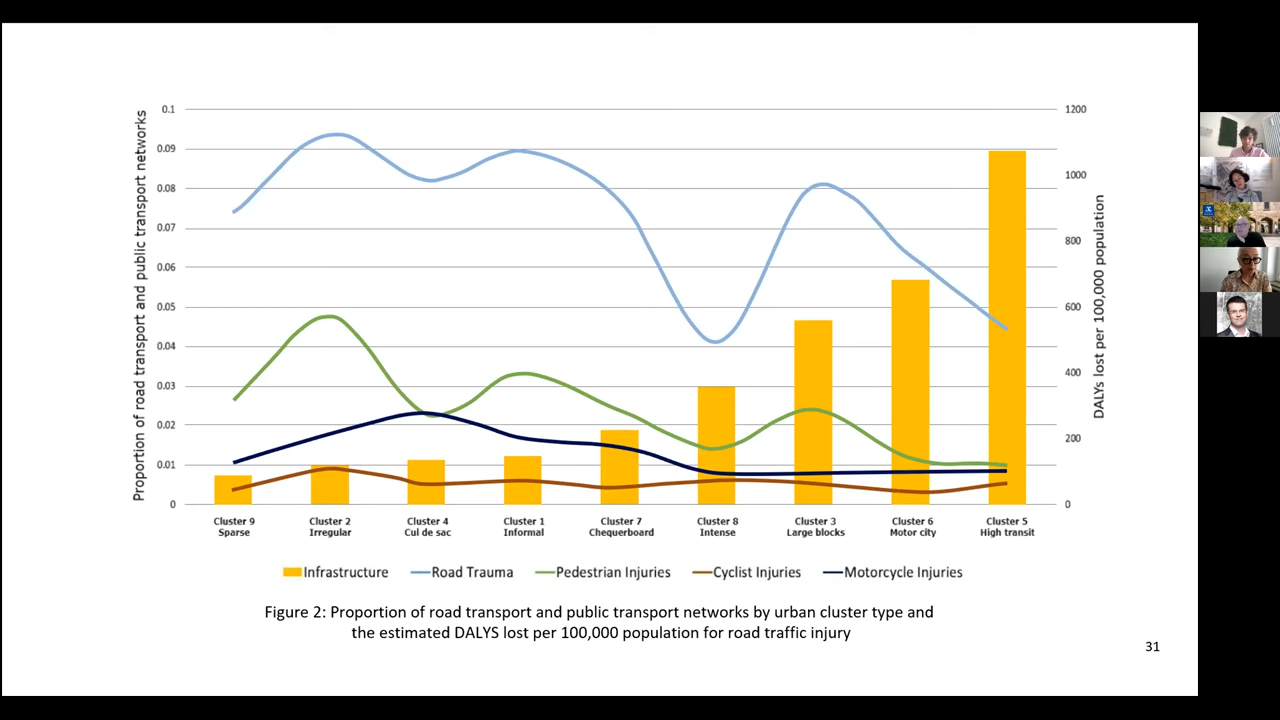 Proportion of road transport and public transport networks
0.1
0.09
0.08
0.07
0.06
0.05
0.04
0.03
0.02
0.01
0
1200
1000
800
600
400
200
0
DALYs lost per 100,000 population
Cluster 9
Sparse
Cluster 2
Irregular
Cluster 4
Cul de sac
Cluster 1
Informal
Cluster 7
Chequerboard
Cluster 8
Intense
Cluster 3
Large blocks
Cluster 6
Motor city
Cluster 5
High transit
Infrastructure
Road Trauma
Pedestrian Injuries
Cyclist Injuries
Motorcycle Injuries
Figure 2: Proportion of road transport and public transport networks by urban cluster type and
the estimated DALYS lost per 100,000 population for road traffic injury
31